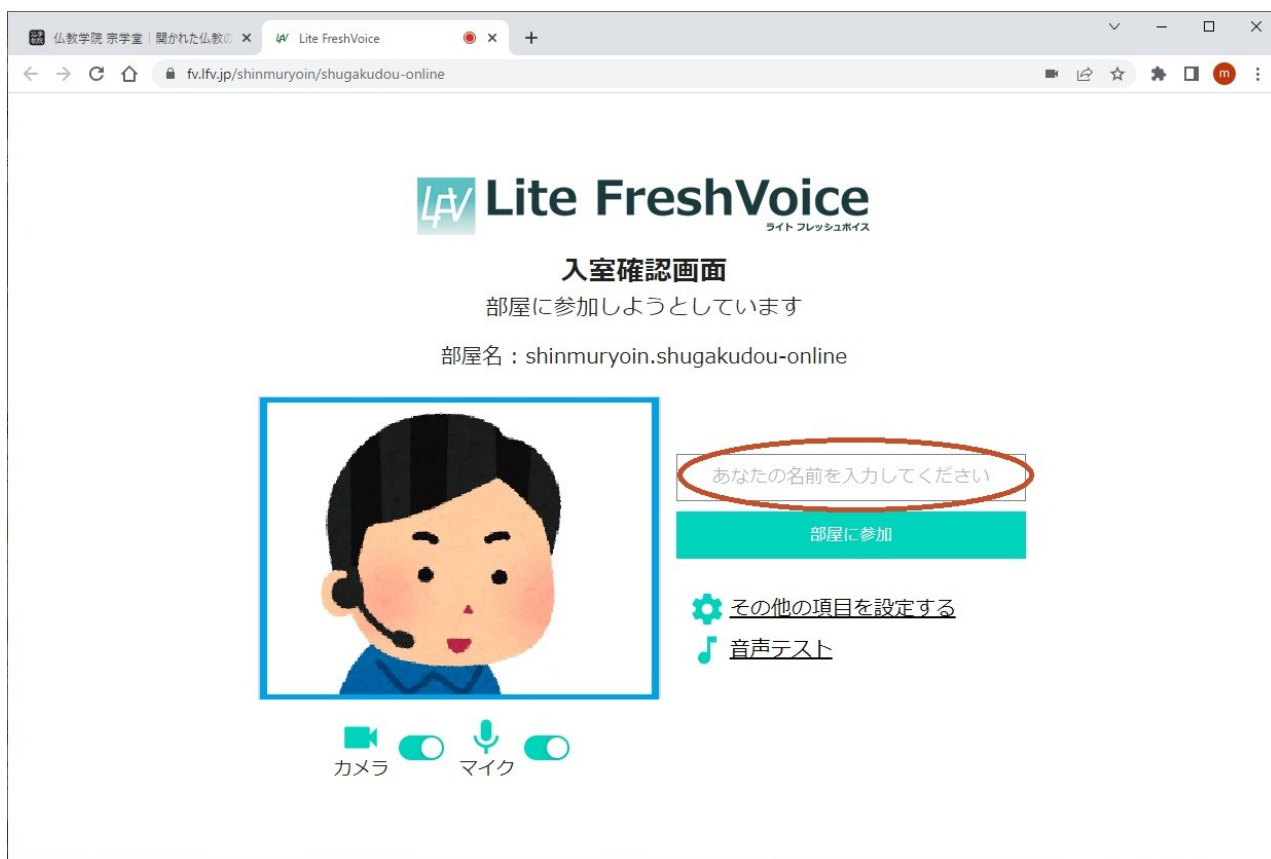 仏教学院 宗学堂｜開かれた仏教の
Lite FreshVoice
fv.lfv.jp/shinmuryoin/shugakudou-online
m
LFV Lite FreshVoice
ライト フレッシュボイス
入室確認画面
部屋に参加しようとしています
部屋名：shinmuryoin.shugakudou-online
あなたの名前を入力してください
部屋に参加
その他の項目を設定する
音声テスト
カメラ
マイク